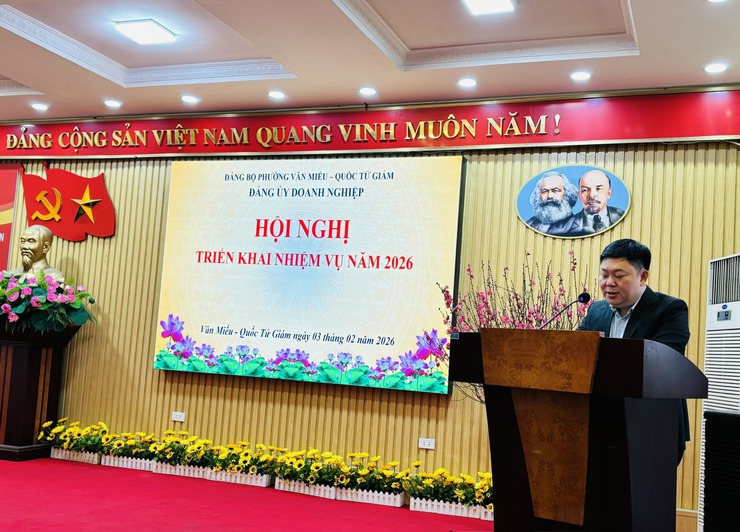 ĐẢNG CỘNG SẢN VIỆT NAM QUANG VINH MUÔN NĂM!
ĐẢNG BỘ PHƯỜNG VĂN MIẾU – QUỐC TỬ GIÁM
ĐẢNG ỦY DOANH NGHIỆP
HỘI NGHỊ
TRIỂN KHAI NHIỆM VỤ NĂM 2026
Văn Miếu - Quốc Tử Giám ngày 03 tháng 02 năm 2026